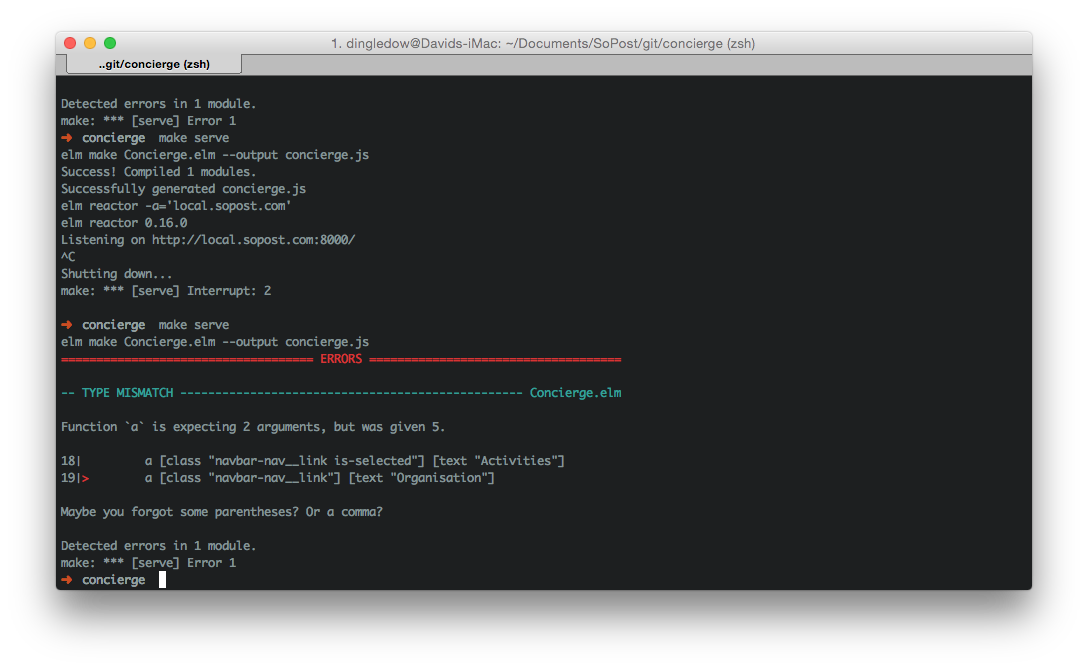 1. dingledow@Davids-iMac: ~/Documents/SoPost/git/concierge (zsh)
..git/concierge (zsh)
Detected errors in 1 module.
make: *** [serve] Error 1
➜ concierge  make serve
elm make Concierge.elm --output concierge.js
Success! Compiled 1 modules.
Successfully generated concierge.js
elm reactor -a='local.sopost.com'
elm reactor 0.16.0
Listening on http://local.sopost.com:8000/
^C
Shutting down...
make: *** [serve] Interrupt: 2
➜ concierge  make serve
elm make Concierge.elm --output concierge.js
==================================== ERRORS ====================================
-- TYPE MISMATCH ------------------------------------------------- Concierge.elm
Function `a` is expecting 2 arguments, but was given 5.
18|         a [class "navbar-nav__link is-selected"] [text "Activities"]
19|>        a [class "navbar-nav__link"] [text "Organisation"]
Maybe you forgot some parentheses? Or a comma?
Detected errors in 1 module.
make: *** [serve] Error 1
➜ concierge